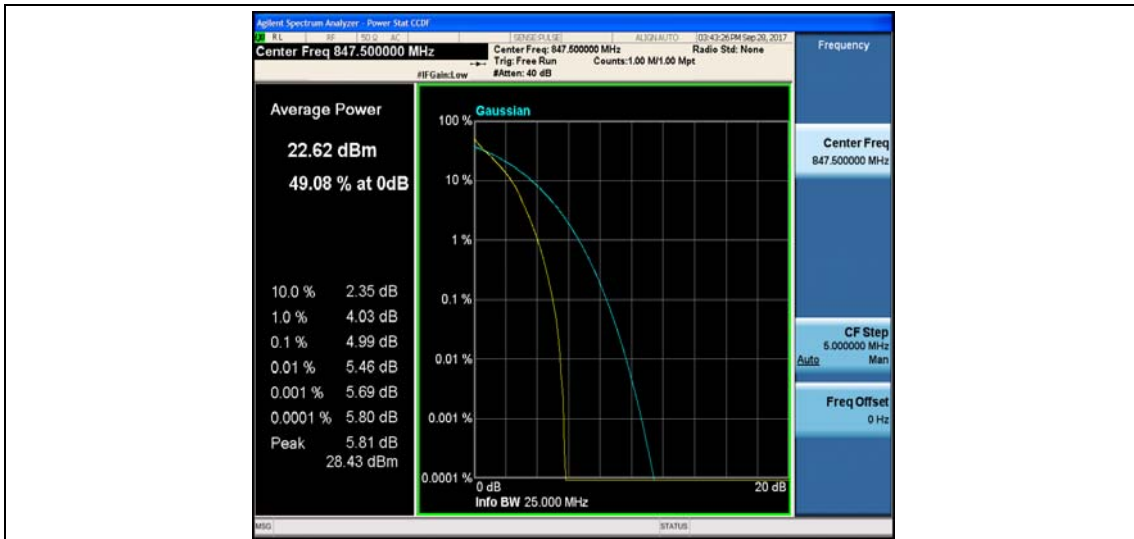 Agilent Spectrum Analyzer - Power Stat CCDF
RL RF 50 Ω AC SENSE:PULSE ALIGN AUTO 03:43:26 PM Sep 28, 2017
Center Freq 847.500000 MHz
Center Freq: 847.500000 MHz Radio Std: None
Trig: Free Run Counts:1.00 M/1.00 Mpt
#IFGain:Low #Atten: 40 dB
Frequency
Average Power
22.62 dBm
49.08 % at 0dB
10.0 % 2.35 dB
1.0 % 4.03 dB
0.1 % 4.99 dB
0.01 % 5.46 dB
0.001 % 5.69 dB
0.0001 % 5.80 dB
Peak 5.81 dB
28.43 dBm
Gaussian
100 %
10 %
1 %
0.1 %
0.01 %
0.001 %
0.0001 %
0 dB 20 dB
Info BW 25.000 MHz
Center Freq
847.500000 MHz
CF Step
5.000000 MHz
Auto Man
Freq Offset
0 Hz
MSG STATUS